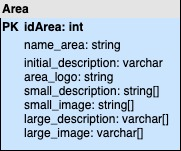 Area
PK idArea: int
name_area: string
initial_description: varchar
area_logo: string
small_description: string[]
small_image: string[]
large_description: varchar[]
large_image: varchar[]